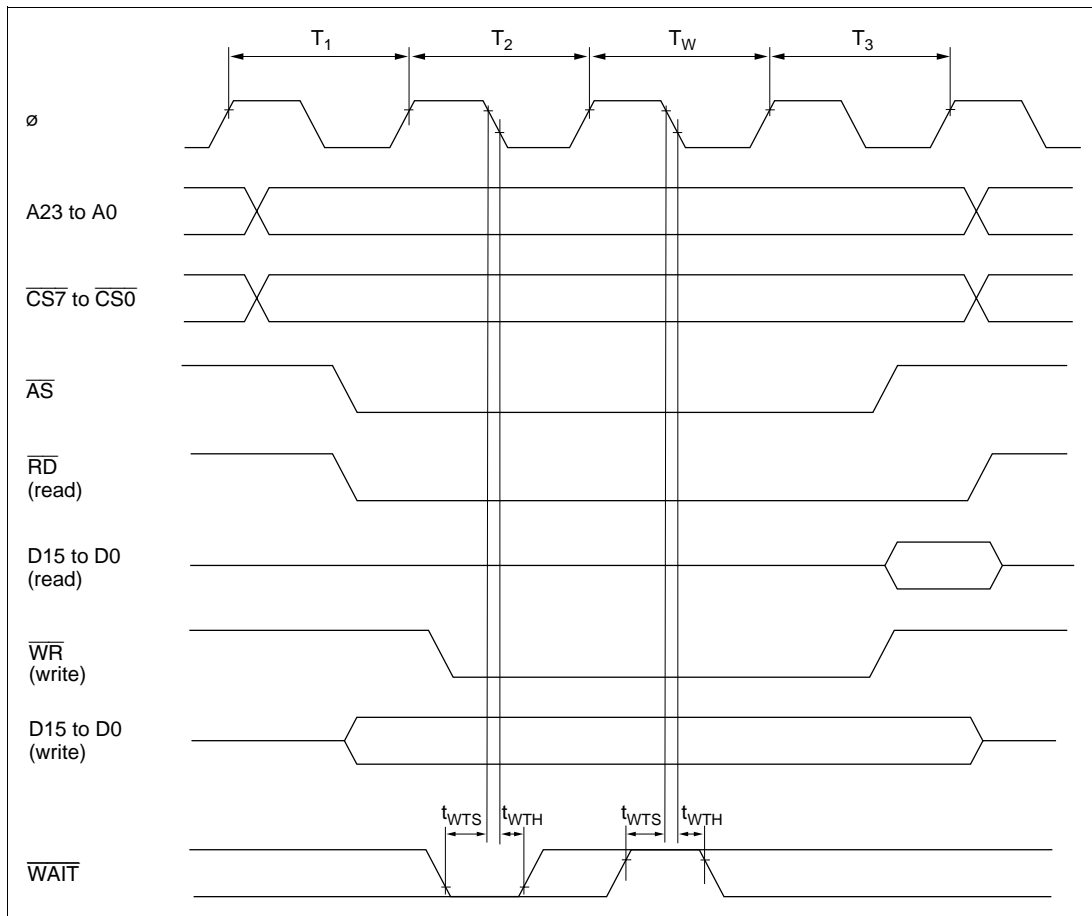 T1 T2 TW T3
ø
A23 to A0
CS7 to CS0
AS
RD
(read)
D15 to D0
(read)
WR
(write)
D15 to D0
(write)
tWTS tWTH tWTS tWTH
WAIT